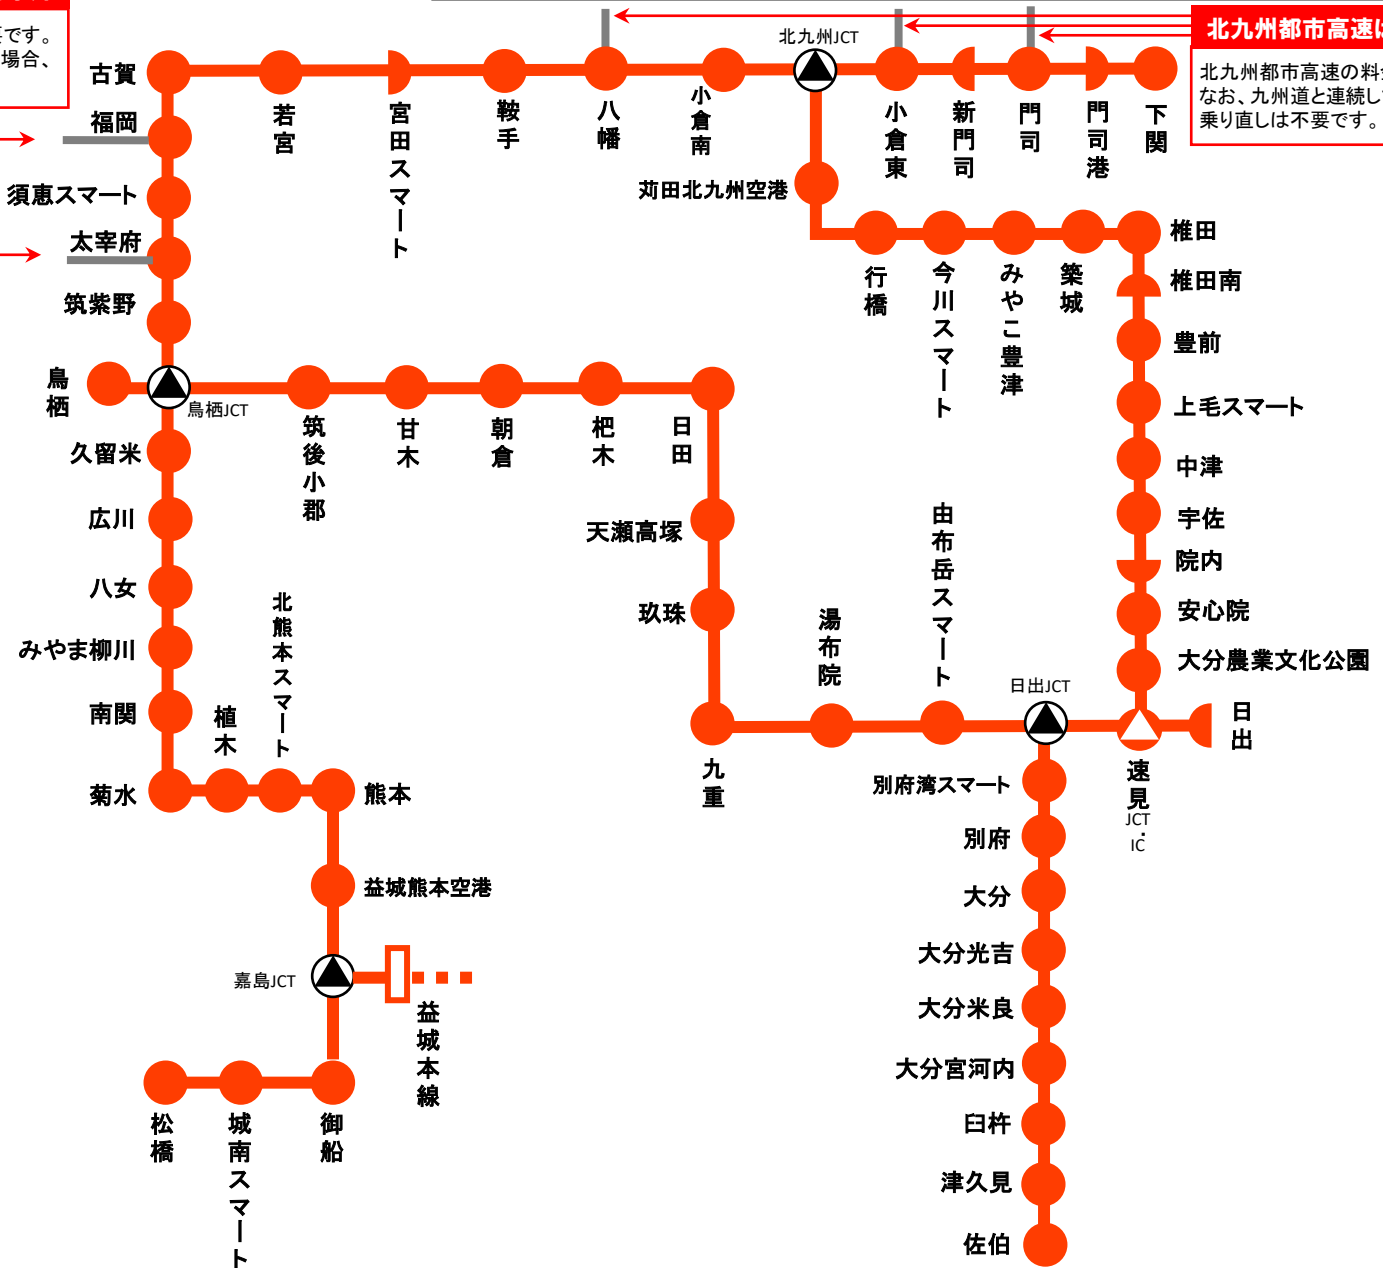 要です。
場合、
北九州都市高速は
北九州都市高速の料金
なお、九州道と連続して
乗り直しは不要です。
北九州JCT
古賀
若宮
宮田スマート
鞍手
八幡
小倉南
小倉東
新門司
門司
門司港
下関
福岡
須恵スマート
太宰府
筑紫野
苅田北九州空港
行橋
今川スマート
みやこ豊津
築城
椎田
椎田南
豊前
上毛スマート
中津
宇佐
院内
安心院
大分農業文化公園
鳥栖
鳥栖JCT
筑後小郡
甘木
朝倉
杷木
日田
天瀬高塚
玖珠
九重
湯布院
由布岳スマート
日出JCT
速見
JCT
・
IC
日出
久留米
広川
八女
みやま柳川
南関
菊水
植木
北熊本スマート
熊本
益城熊本空港
嘉島JCT
益城本線
御船
城南スマート
松橋
別府湾スマート
別府
大分
大分光吉
大分米良
大分宮河内
臼杵
津久見
佐伯